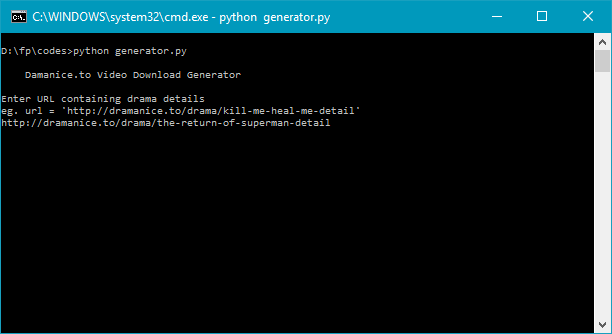 C:\WINDOWS\system32\cmd.exe - python  generator.py
D:\fp\codes>python generator.py
Damanice.to Video Download Generator
Enter URL containing drama details
eg. url = 'http://dramanice.to/drama/kill-me-heal-me-detail'
http://dramanice.to/drama/the-return-of-superman-detail